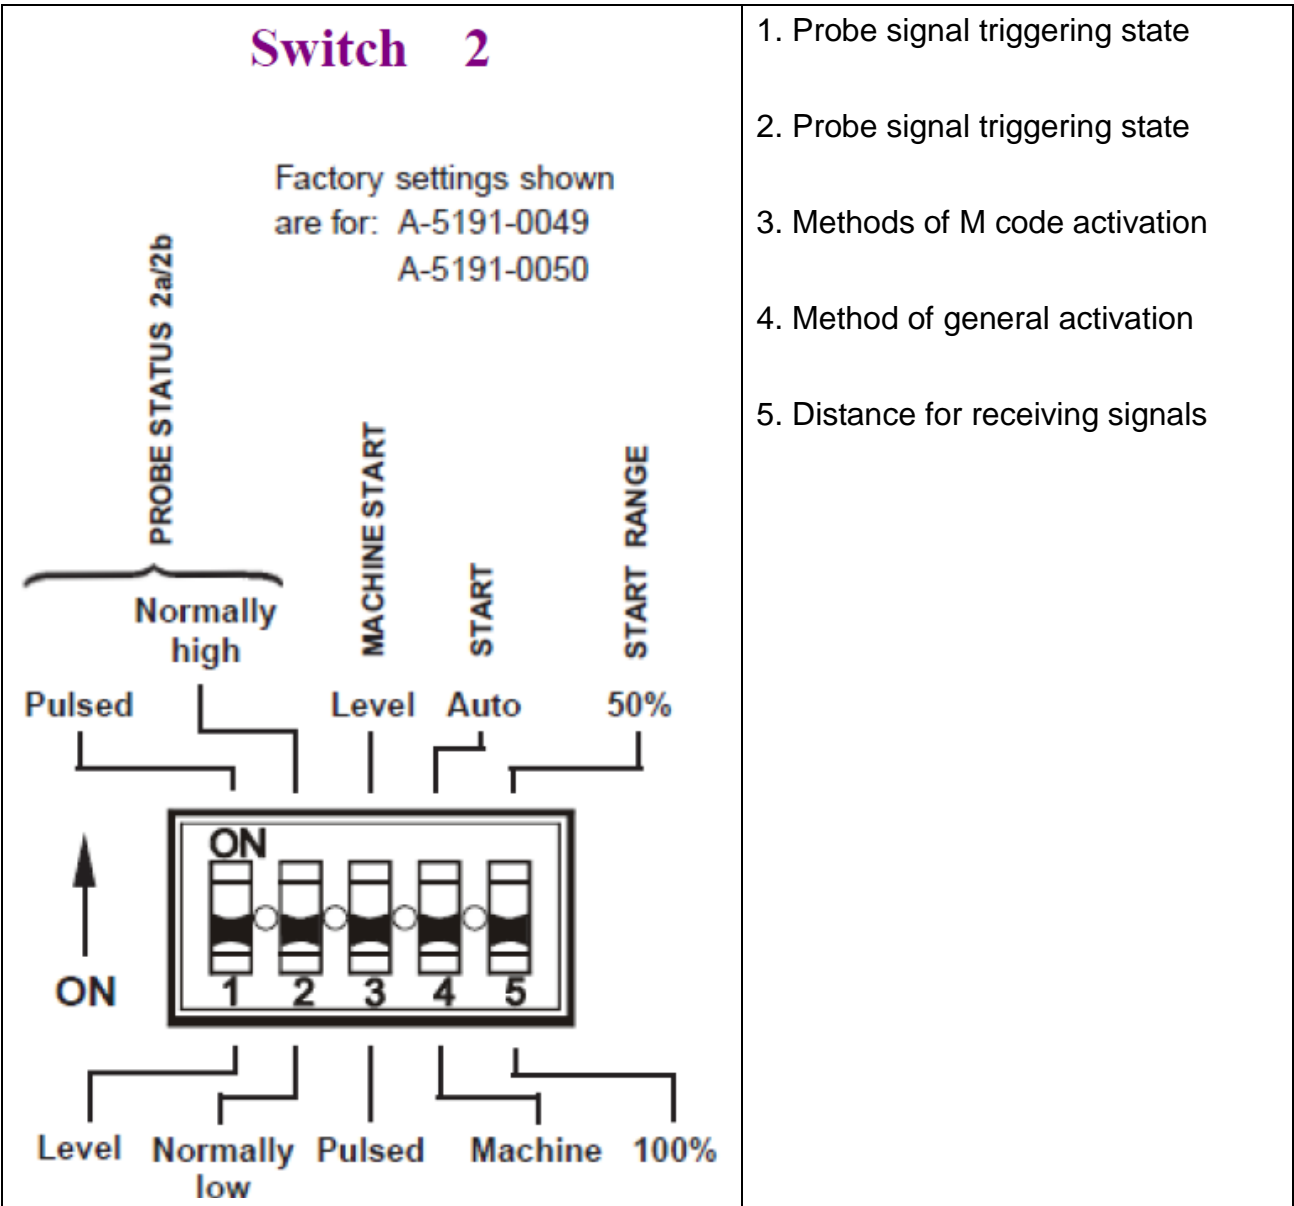 Switch 2
Factory settings shown
are for: A-5191-0049
A-5191-0050
PROBE STATUS 2a/2b
MACHINE START
START
START RANGE
Normally
high
Pulsed
Level
Auto
50%
ON
ON
1 2 3 4 5
Level
Normally
low
Pulsed
Machine
100%
1. Probe signal triggering state
2. Probe signal triggering state
3. Methods of M code activation
4. Method of general activation
5. Distance for receiving signals